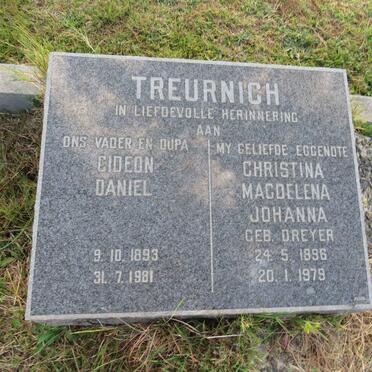 TREURNICH
IN LIEFDEVOLLE HERINNERING
AAN
ONS VADER EN OUPA
GIDEON
DANIEL
9. 10. 1893
31. 7. 1981
MY GELIEFDE EGGENOTE
CHRISTINA
MAGDELENA
JOHANNA
GEB. DREYER
24. 5. 1896
20. 1. 1979